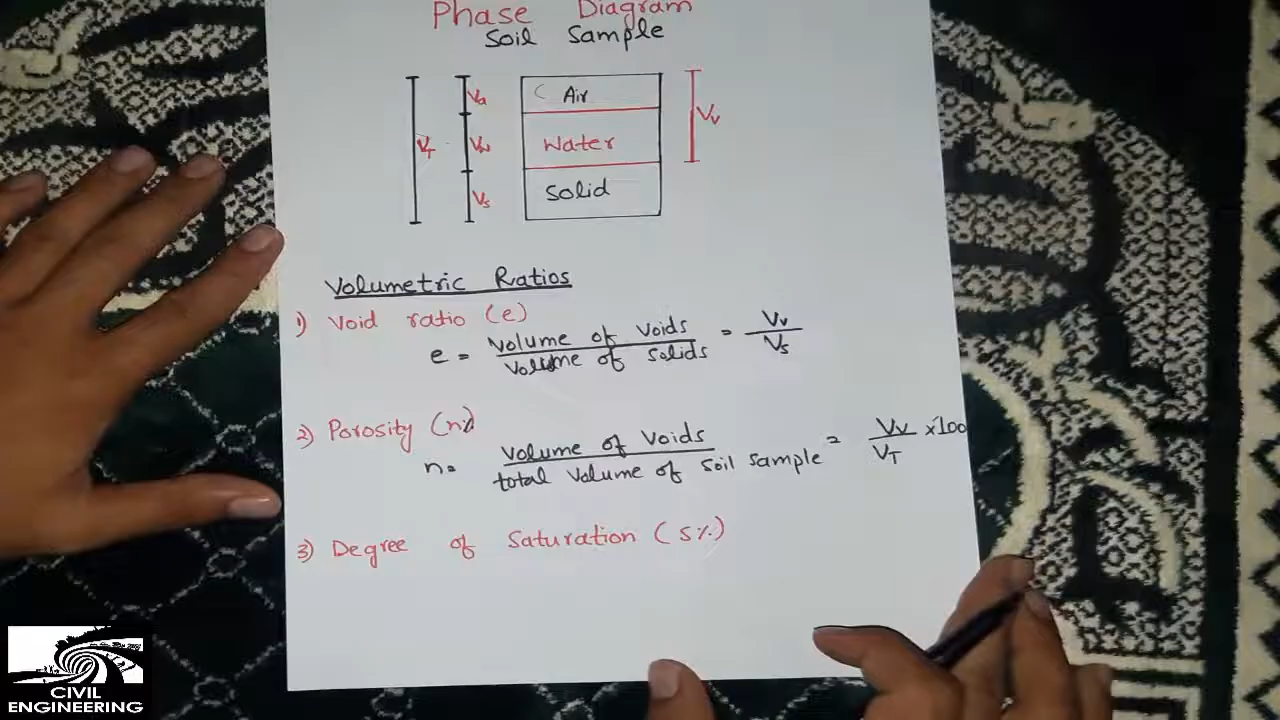 Phase Diagram
Soil Sample
Va
Air
Vv
VT
Vw
Water
Vs
Solid
Volumetric Ratios
1) Void ratio (e)
e = Volume of Voids / Volume of Solids = Vv / Vs
2) Porosity (n%)
n = Volume of Voids / total Volume of Soil Sample = Vv / VT ×100
3) Degree of Saturation (S%)
CIVIL
ENGINEERING